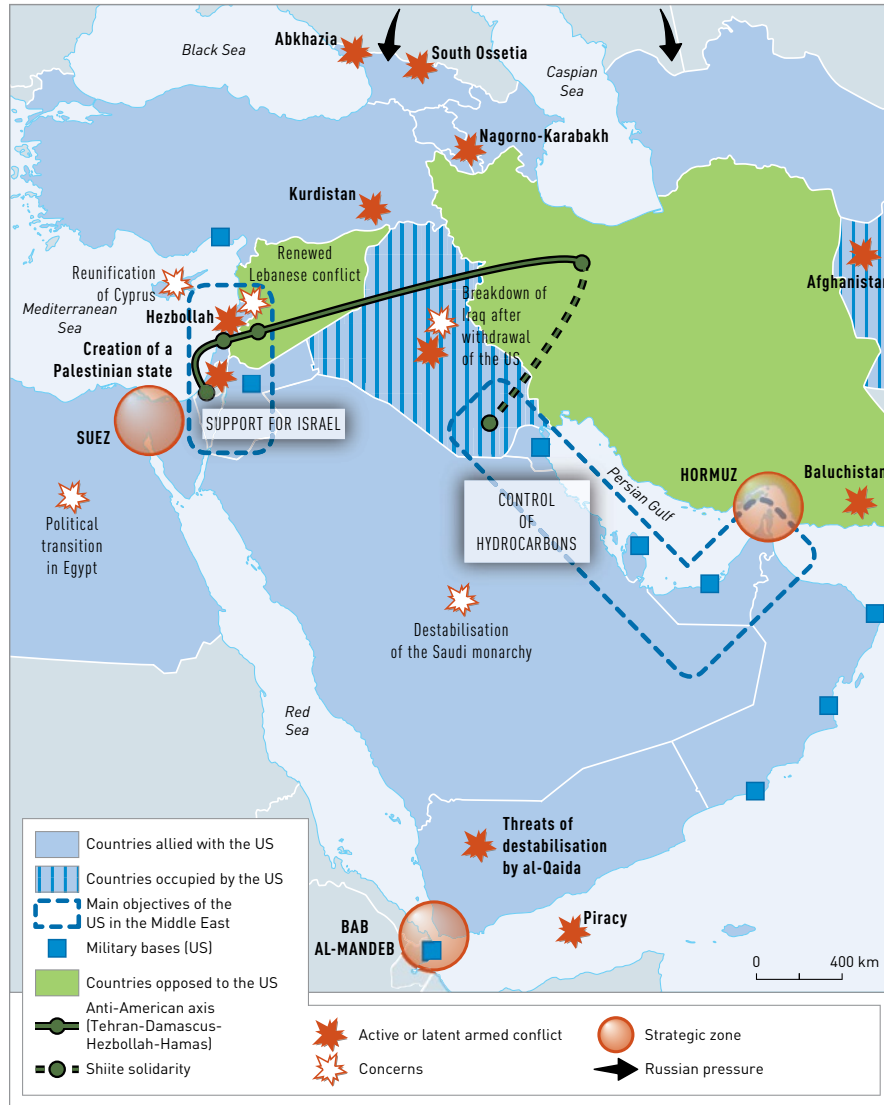 Black Sea
Abkhazia
South Ossetia
Caspian
Sea
Nagorno-Karabakh
Kurdistan
Renewed
Lebanese conflict
Reunification
of Cyprus
Afghanistan
Mediterranean
Sea
Hezbollah
Breakdown of
Iraq after
withdrawal
of the US
Creation of a
Palestinian state
SUPPORT FOR ISRAEL
SUEZ
Persian Gulf
HORMUZ
Baluchistan
CONTROL
OF
HYDROCARBONS
Political
transition
in Egypt
Destabilisation
of the Saudi monarchy
Red
Sea
Threats of
destabilisation
by al-Qaida
BAB
AL-MANDEB
Piracy
0 400 km
Countries allied with the US
Countries occupied by the US
Main objectives of the
US in the Middle East
Military bases (US)
Countries opposed to the US
Anti-American axis
(Tehran-Damascus-
Hezbollah-Hamas)
Shiite solidarity
Active or latent armed conflict
Concerns
Strategic zone
Russian pressure